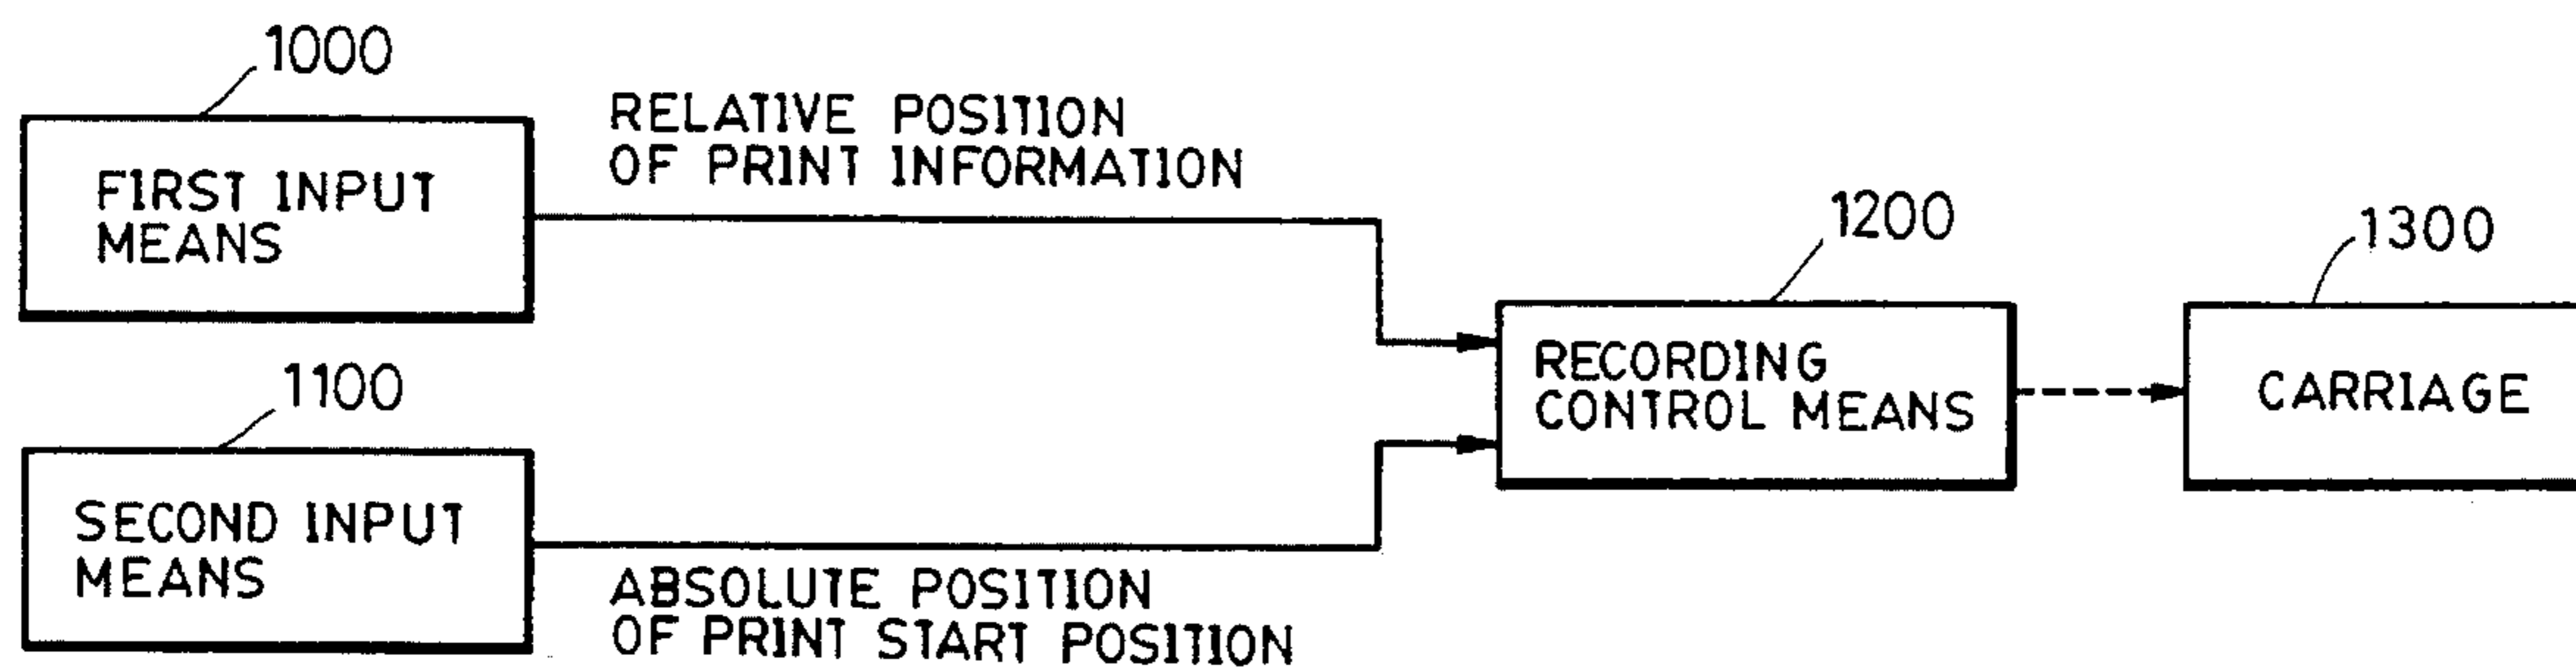 1000
FIRST INPUT
MEANS
RELATIVE POSITION
OF PRINT INFORMATION
1100
SECOND INPUT
MEANS
ABSOLUTE POSITION
OF PRINT START POSITION
1200
RECORDING
CONTROL MEANS
1300
CARRIAGE